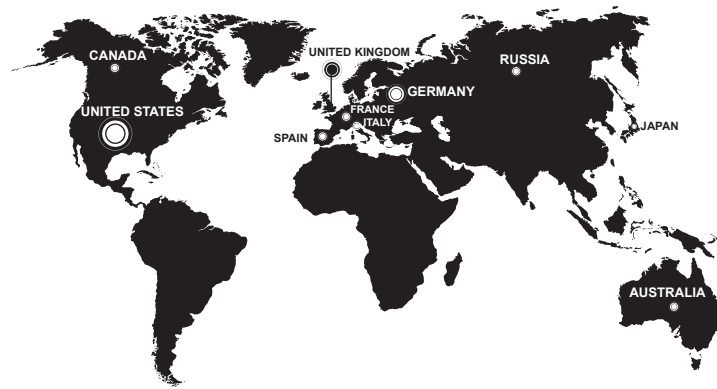 CANADA
UNITED KINGDOM
RUSSIA
GERMANY
UNITED STATES
FRANCE
ITALY
JAPAN
SPAIN
AUSTRALIA